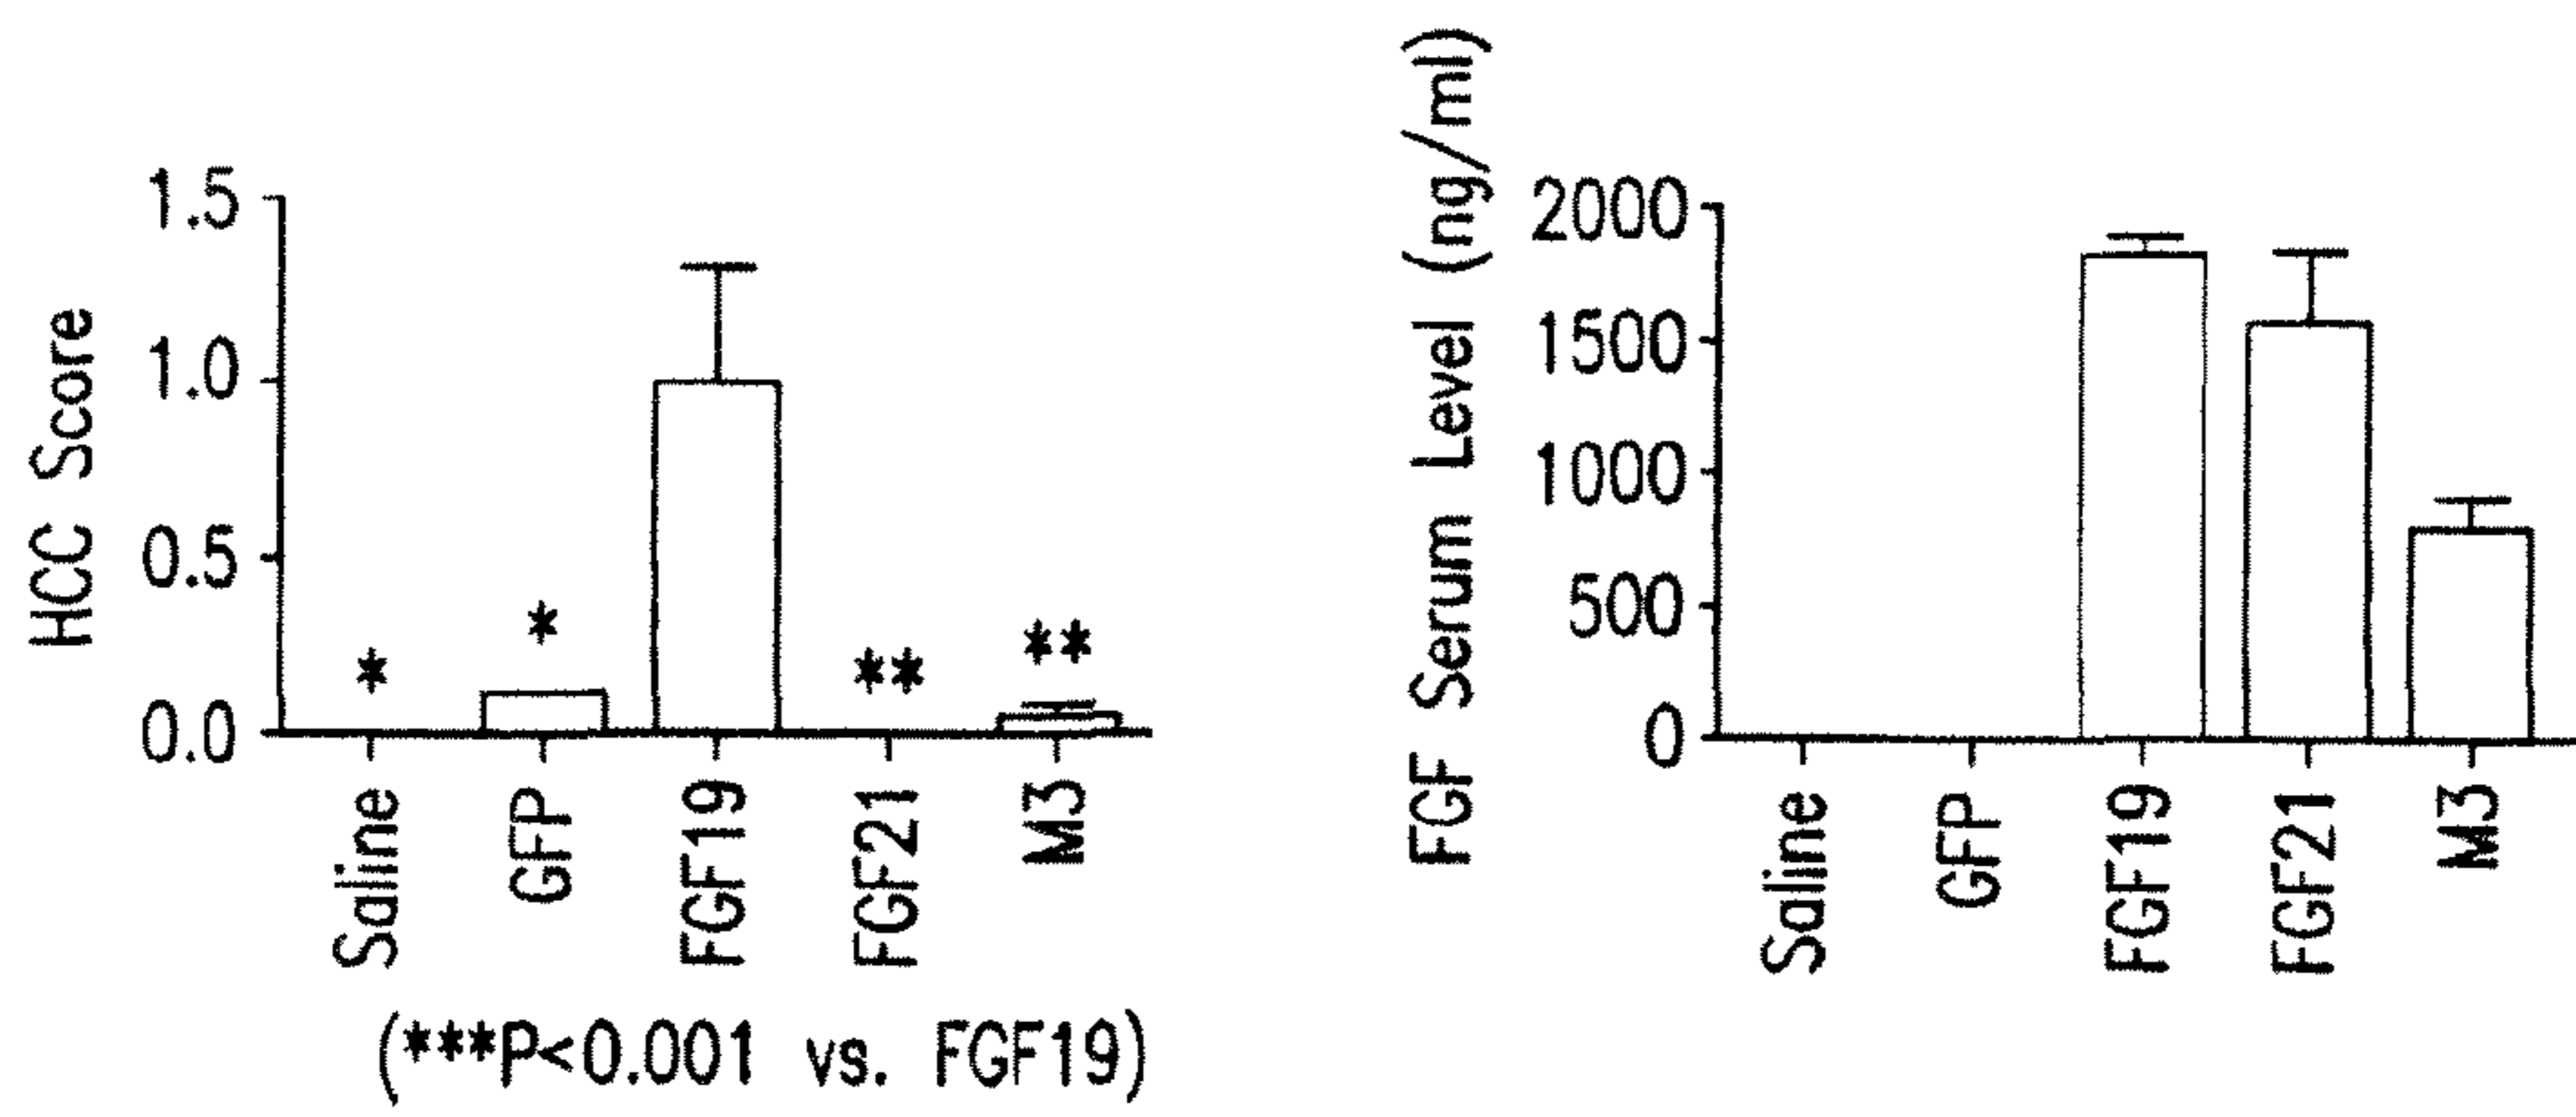 HCC Score
1.5
1.0
0.5
0.0
*
*
**
**
Saline
GFP
FGF19
FGF21
M3
(***P<0.001 vs. FGF19)
FGF Serum Level (ng/ml)
2000
1500
1000
500
0
Saline
GFP
FGF19
FGF21
M3